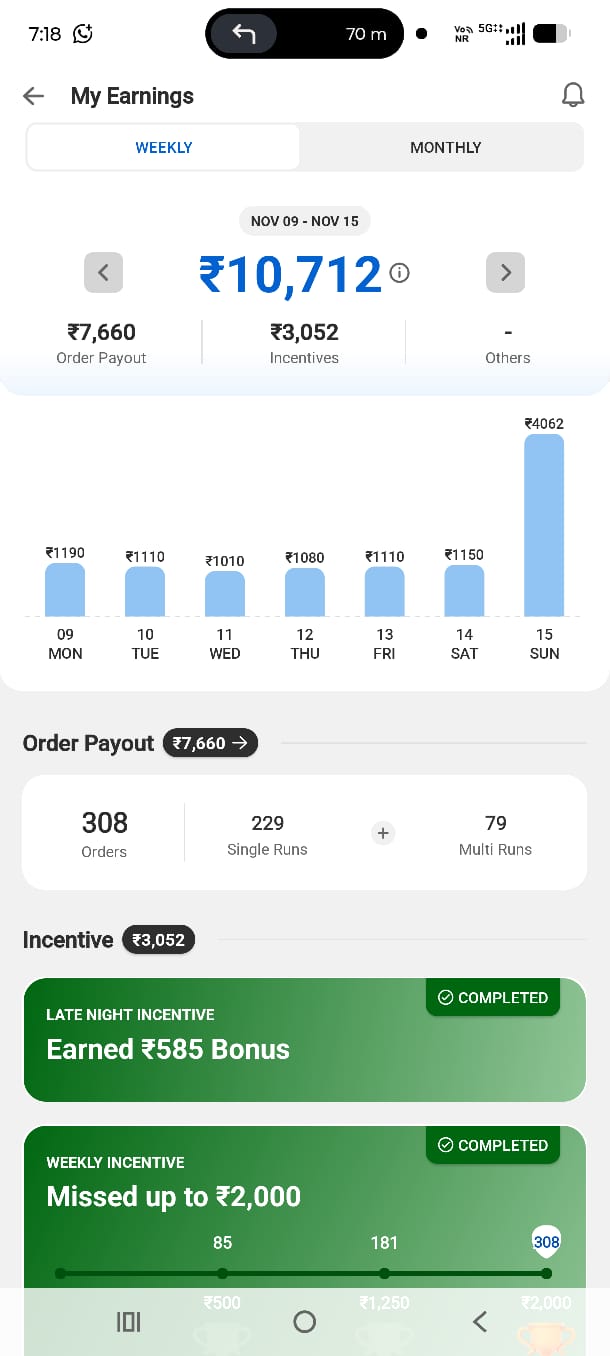 7:18
70 m
Vo NR 5G
My Earnings
WEEKLY MONTHLY
NOV 09 - NOV 15
₹10,712
₹7,660 ₹3,052 -
Order Payout Incentives Others
₹4062
₹1190 ₹1110 ₹1010 ₹1080 ₹1110 ₹1150
09 10 11 12 13 14 15
MON TUE WED THU FRI SAT SUN
Order Payout ₹7,660 →
308 229 + 79
Orders Single Runs Multi Runs
Incentive ₹3,052
COMPLETED
LATE NIGHT INCENTIVE
Earned ₹585 Bonus
COMPLETED
WEEKLY INCENTIVE
Missed up to ₹2,000
85 181 308
₹500 ₹1,250 ₹2,000